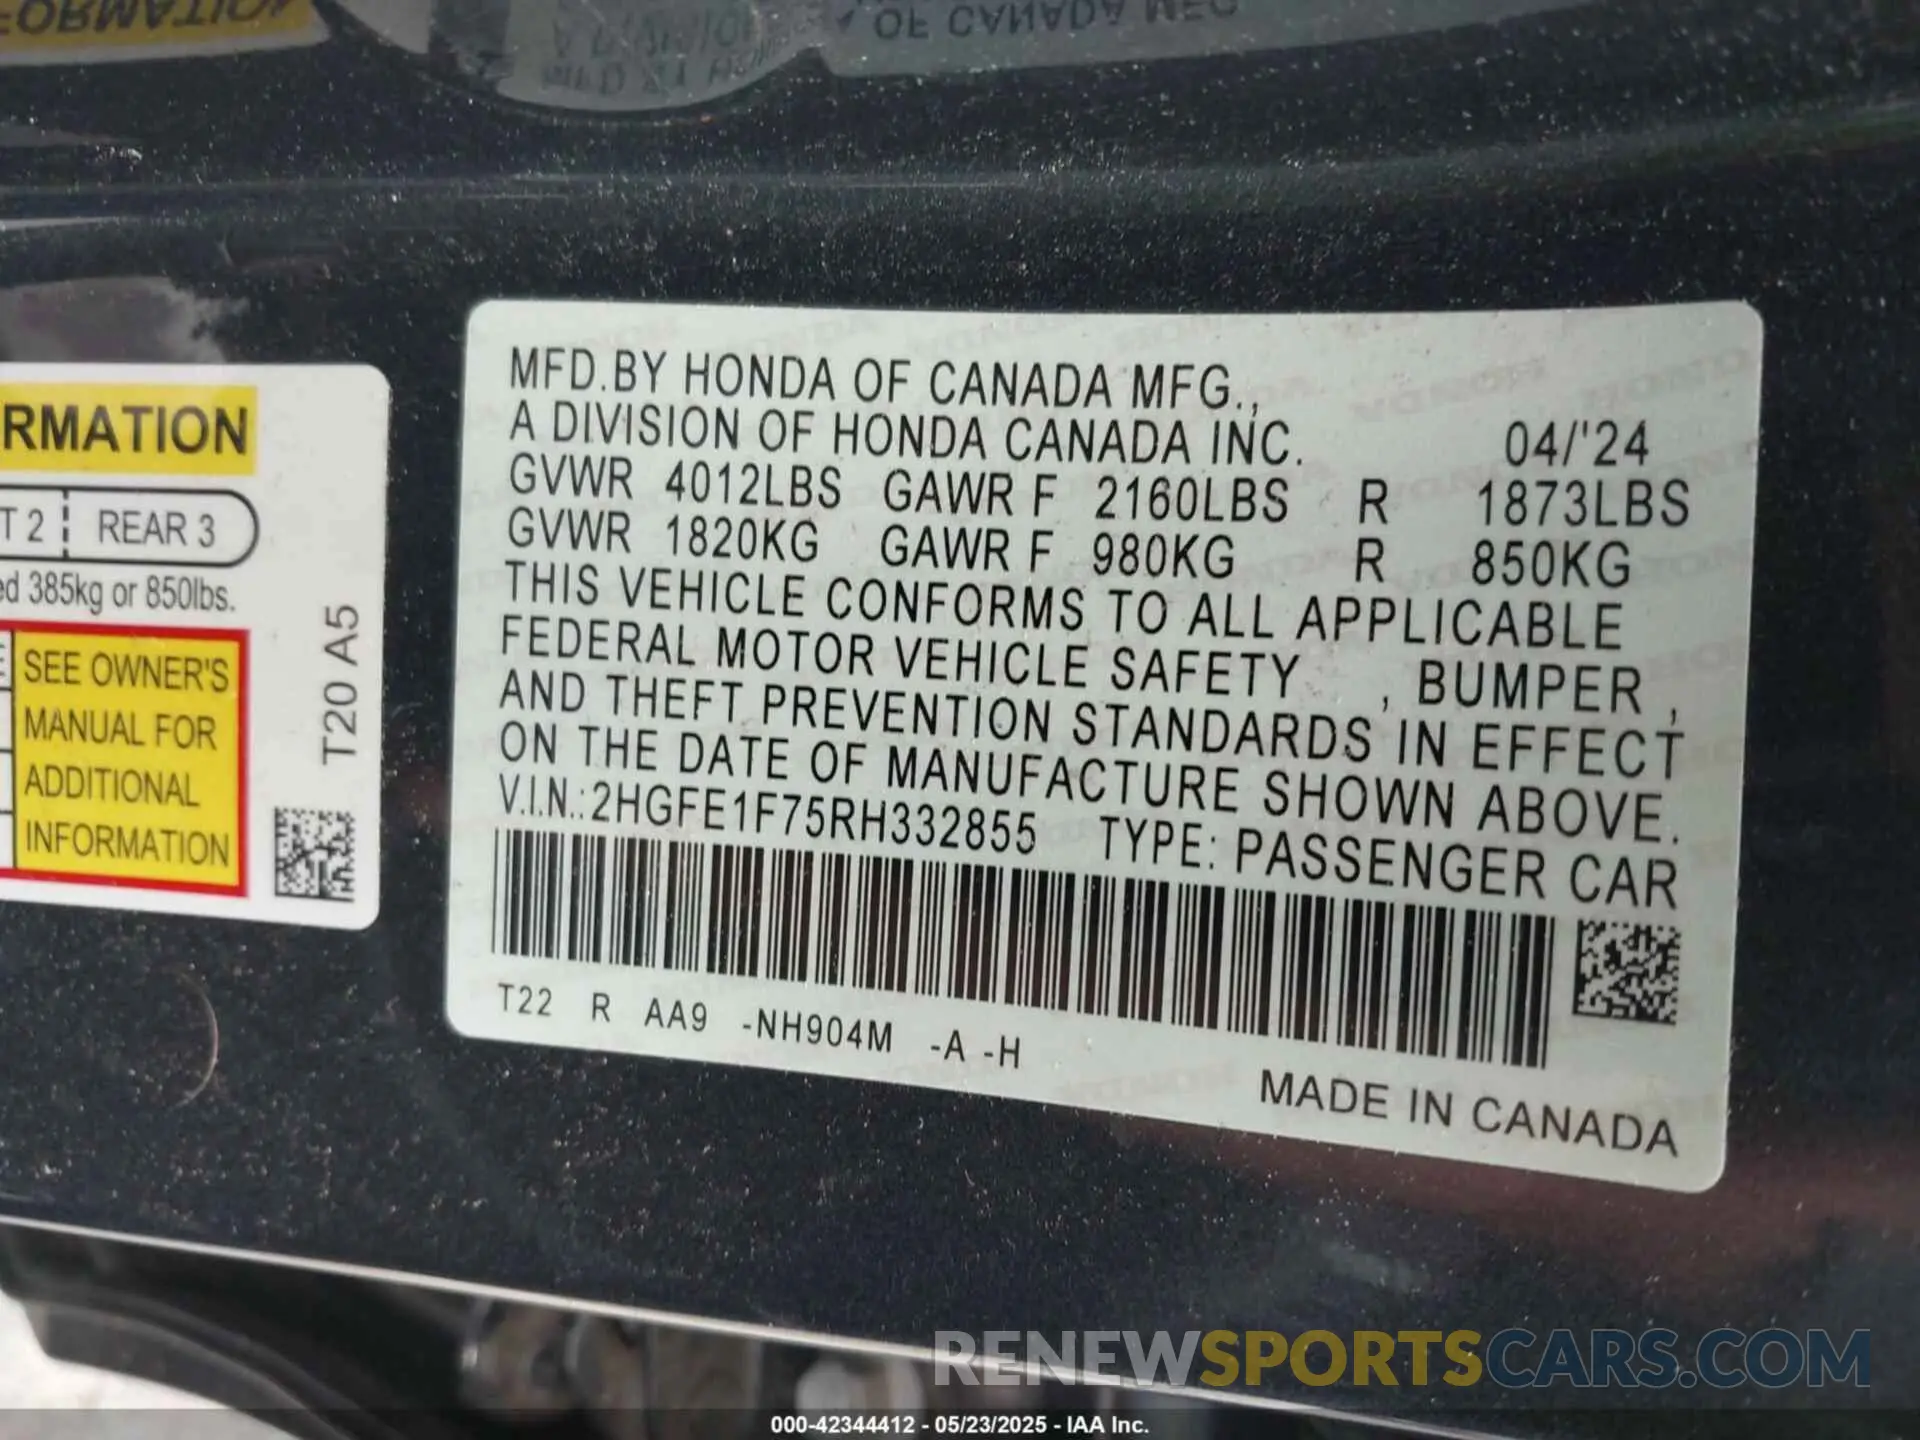 OF CANADA MFG
RMATION
T 2 REAR 3
ed 385kg or 850lbs.
SEE OWNER'S
MANUAL FOR
ADDITIONAL
INFORMATION
T20 A5
MFD.BY HONDA OF CANADA MFG.,
A DIVISION OF HONDA CANADA INC. 04/'24
GVWR 4012LBS GAWR F 2160LBS R 1873LBS
GVWR 1820KG GAWR F 980KG R 850KG
THIS VEHICLE CONFORMS TO ALL APPLICABLE
FEDERAL MOTOR VEHICLE SAFETY , BUMPER ,
AND THEFT PREVENTION STANDARDS IN EFFECT
ON THE DATE OF MANUFACTURE SHOWN ABOVE.
V.I.N.:2HGFE1F75RH332855 TYPE: PASSENGER CAR
T22 R AA9 -NH904M -A -H
MADE IN CANADA
RENEWSPORTSCARS.COM
000-42344412 - 05/23/2025 - IAA Inc.